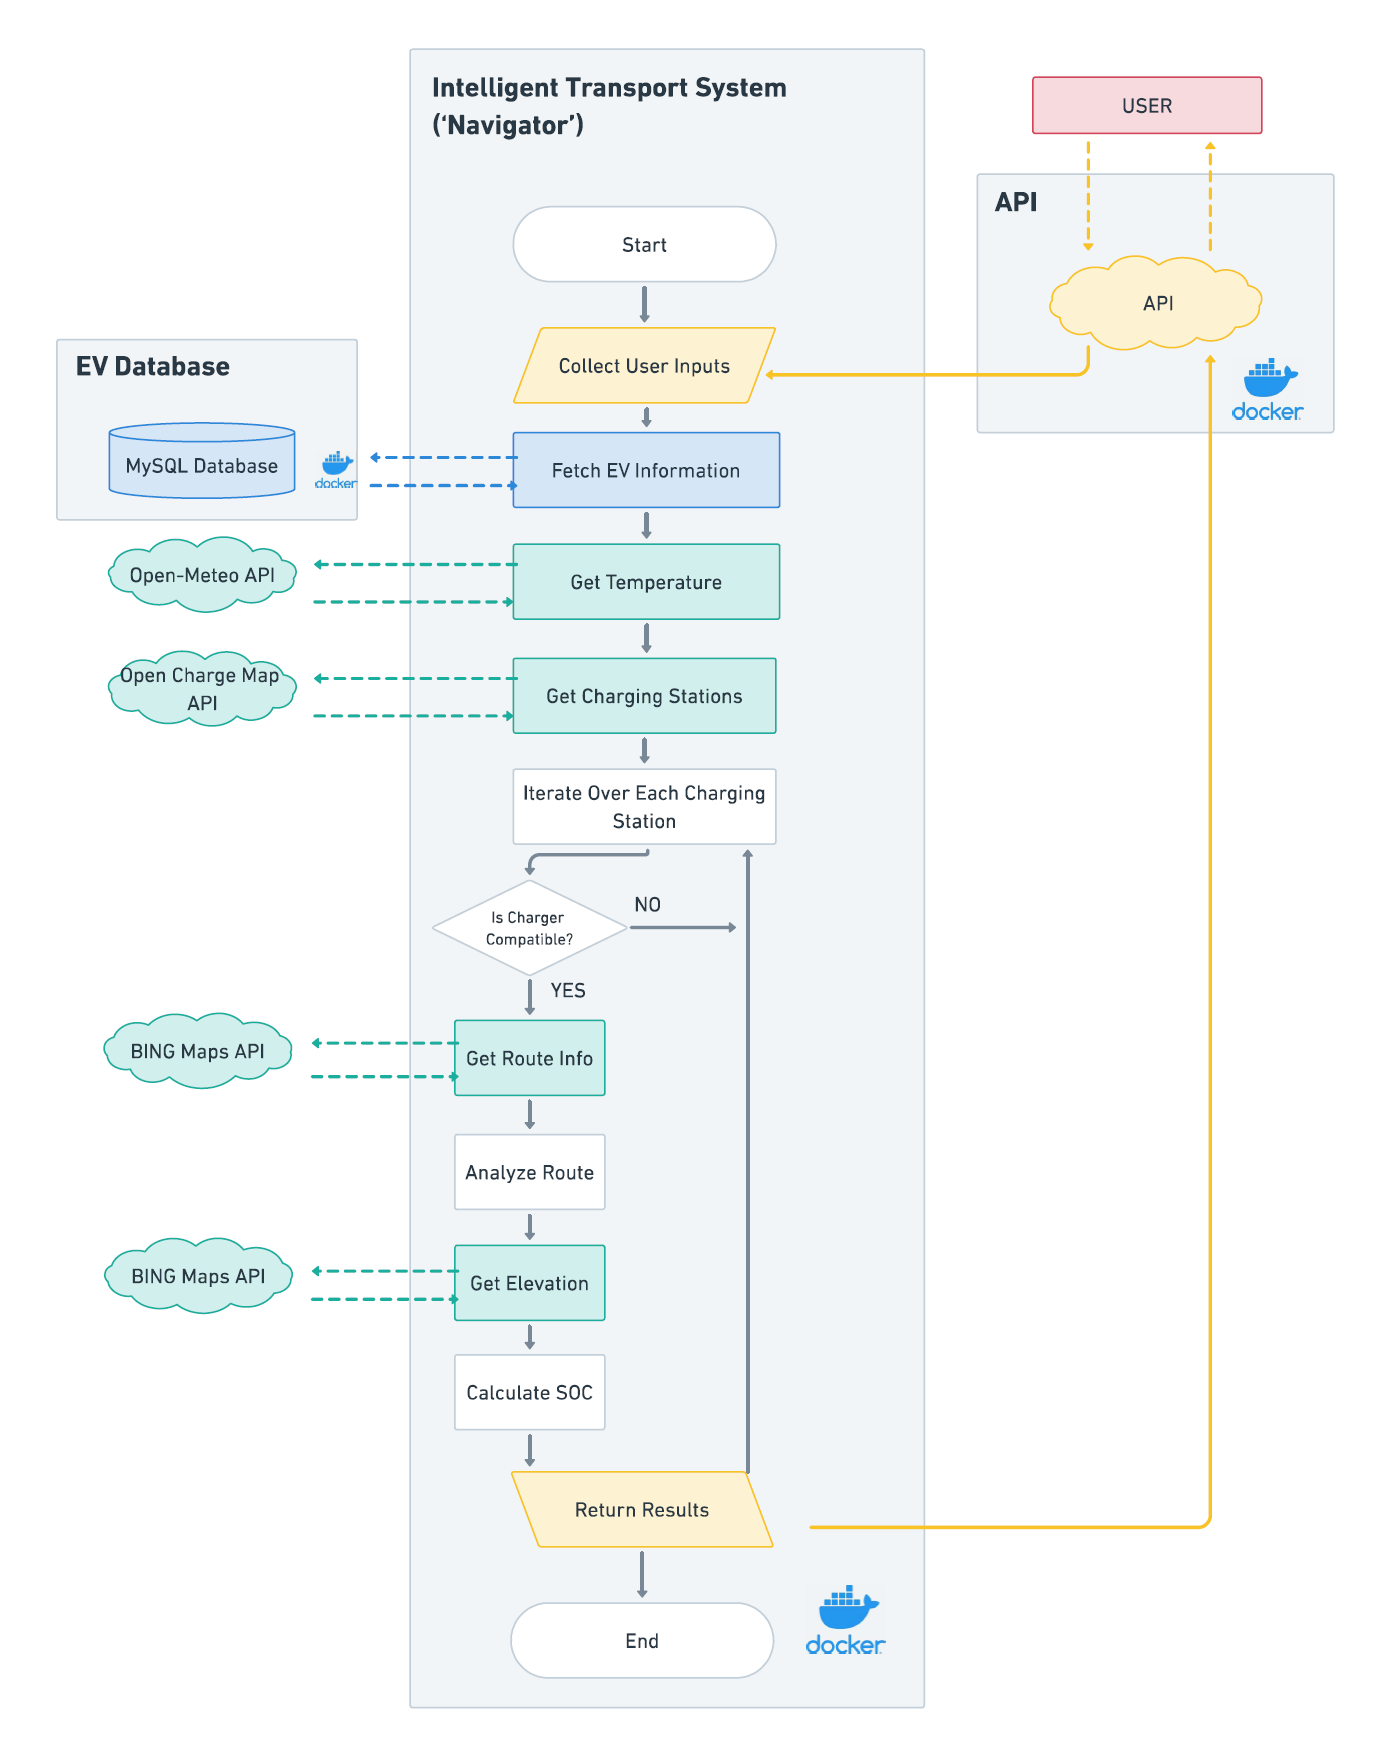 Intelligent Transport System
(‘Navigator’)
USER
API
Start
API
Collect User Inputs
docker
EV Database
MySQL Database
docker
Fetch EV Information
Open-Meteo API
Get Temperature
Open Charge Map
API
Get Charging Stations
Iterate Over Each Charging
Station
Is Charger
Compatible?
NO
YES
BING Maps API
Get Route Info
Analyze Route
BING Maps API
Get Elevation
Calculate SOC
Return Results
End
docker